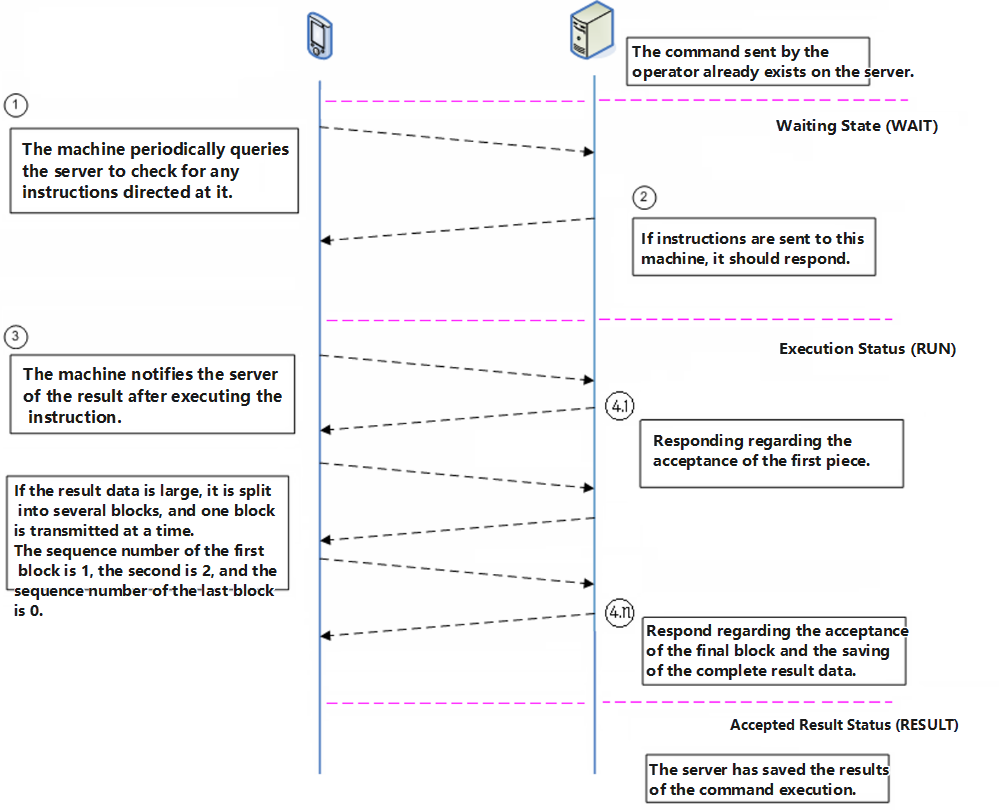 The command sent by the
operator already exists on the server.
1
Waiting State (WAIT)
The machine periodically queries
the server to check for any
instructions directed at it.
2
If instructions are sent to this
machine, it should respond.
3
Execution Status (RUN)
The machine notifies the server
of the result after executing the
instruction.
4.1
Responding regarding the
acceptance of the first piece.
If the result data is large, it is split
into several blocks, and one block
is transmitted at a time.
The sequence number of the first
block is 1, the second is 2, and the
sequence number of the last block
is 0.
4.n
Respond regarding the acceptance
of the final block and the saving
of the complete result data.
Accepted Result Status (RESULT)
The server has saved the results
of the command execution.